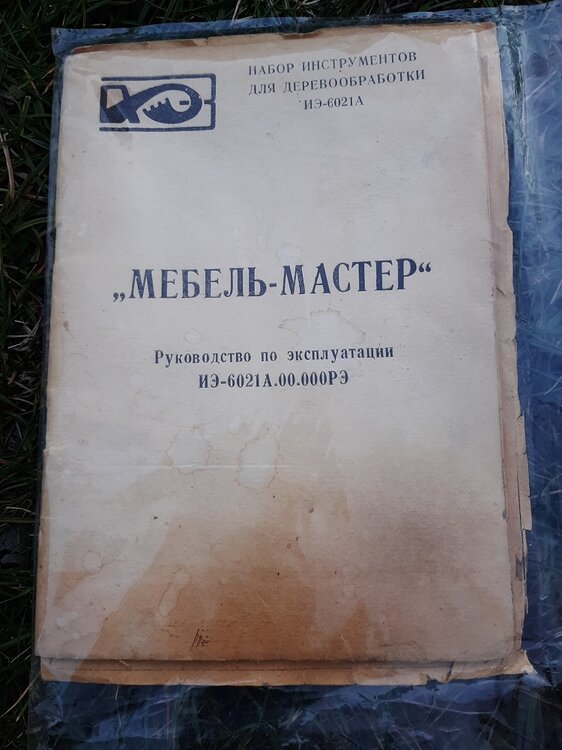 НАБОР ИНСТРУМЕНТОВ
ДЛЯ ДЕРЕВООБРАБОТКИ
ИЭ-6021А
„МЕБЕЛЬ-МАСТЕР“
Руководство по эксплуатации
ИЭ-6021А.00.000РЭ